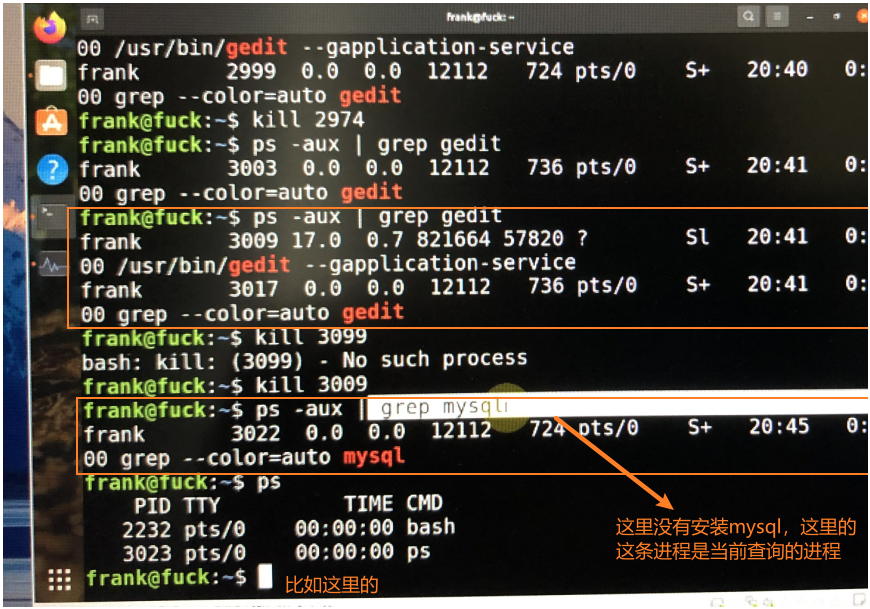 frank@fuck: ~
00 /usr/bin/gedit --gapplication-service
frank 2999 0.0 0.0 12112 724 pts/0 S+ 20:40 0:
00 grep --color=auto gedit
frank@fuck:~$ kill 2974
frank@fuck:~$ ps -aux | grep gedit
frank 3003 0.0 0.0 12112 736 pts/0 S+ 20:41 0:
00 grep --color=auto gedit
frank@fuck:~$ ps -aux | grep gedit
frank 3009 17.0 0.7 821664 57820 ? Sl 20:41 0:
00 /usr/bin/gedit --gapplication-service
frank 3017 0.0 0.0 12112 736 pts/0 S+ 20:41 0:
00 grep --color=auto gedit
frank@fuck:~$ kill 3099
bash: kill: (3099) - No such process
frank@fuck:~$ kill 3009
frank@fuck:~$ ps -aux | grep mysql
frank 3022 0.0 0.0 12112 724 pts/0 S+ 20:45 0:
00 grep --color=auto mysql
frank@fuck:~$ ps
PID TTY TIME CMD
2232 pts/0 00:00:00 bash
3023 pts/0 00:00:00 ps
frank@fuck:~$
这里没有安装mysql，这里的
这条进程是当前查询的进程
比如这里的